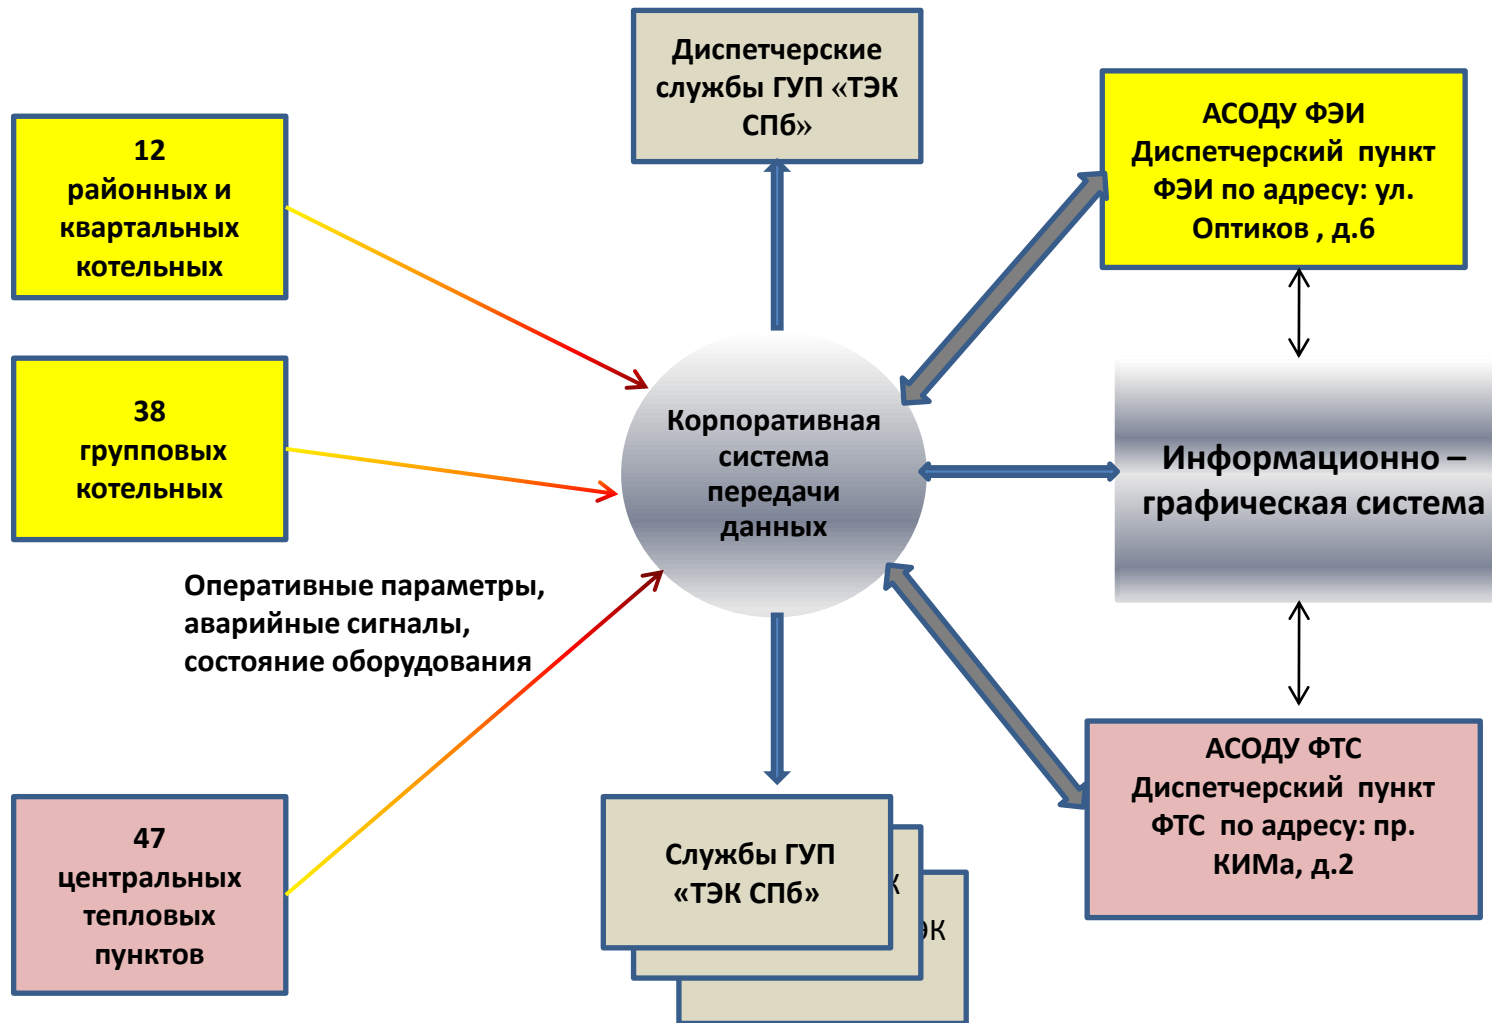 Диспетчерские
службы ГУП «ТЭК
СПб»
12
районных и
квартальных
котельных
АСОДУ ФЭИ
Диспетчерский пункт
ФЭИ по адресу: ул.
Оптиков , д.6
38
групповых
котельных
Корпоративная
система
передачи
данных
Информационно –
графическая система
Оперативные параметры,
аварийные сигналы,
состояние оборудования
47
центральных
тепловых
пунктов
Службы ГУП
«ТЭК СПб»
АСОДУ ФТС
Диспетчерский пункт
ФТС по адресу: пр.
КИМа, д.2